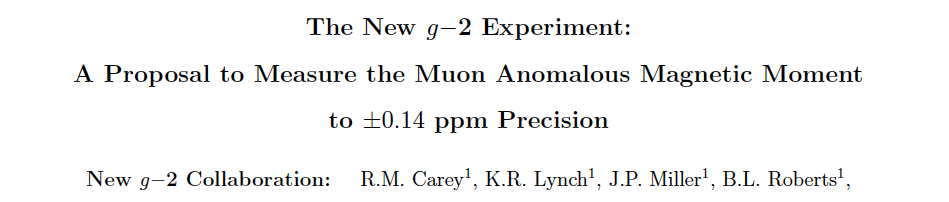 The New g−2 Experiment:
A Proposal to Measure the Muon Anomalous Magnetic Moment
to ±0.14 ppm Precision
New g−2 Collaboration: R.M. Carey¹, K.R. Lynch¹, J.P. Miller¹, B.L. Roberts¹,